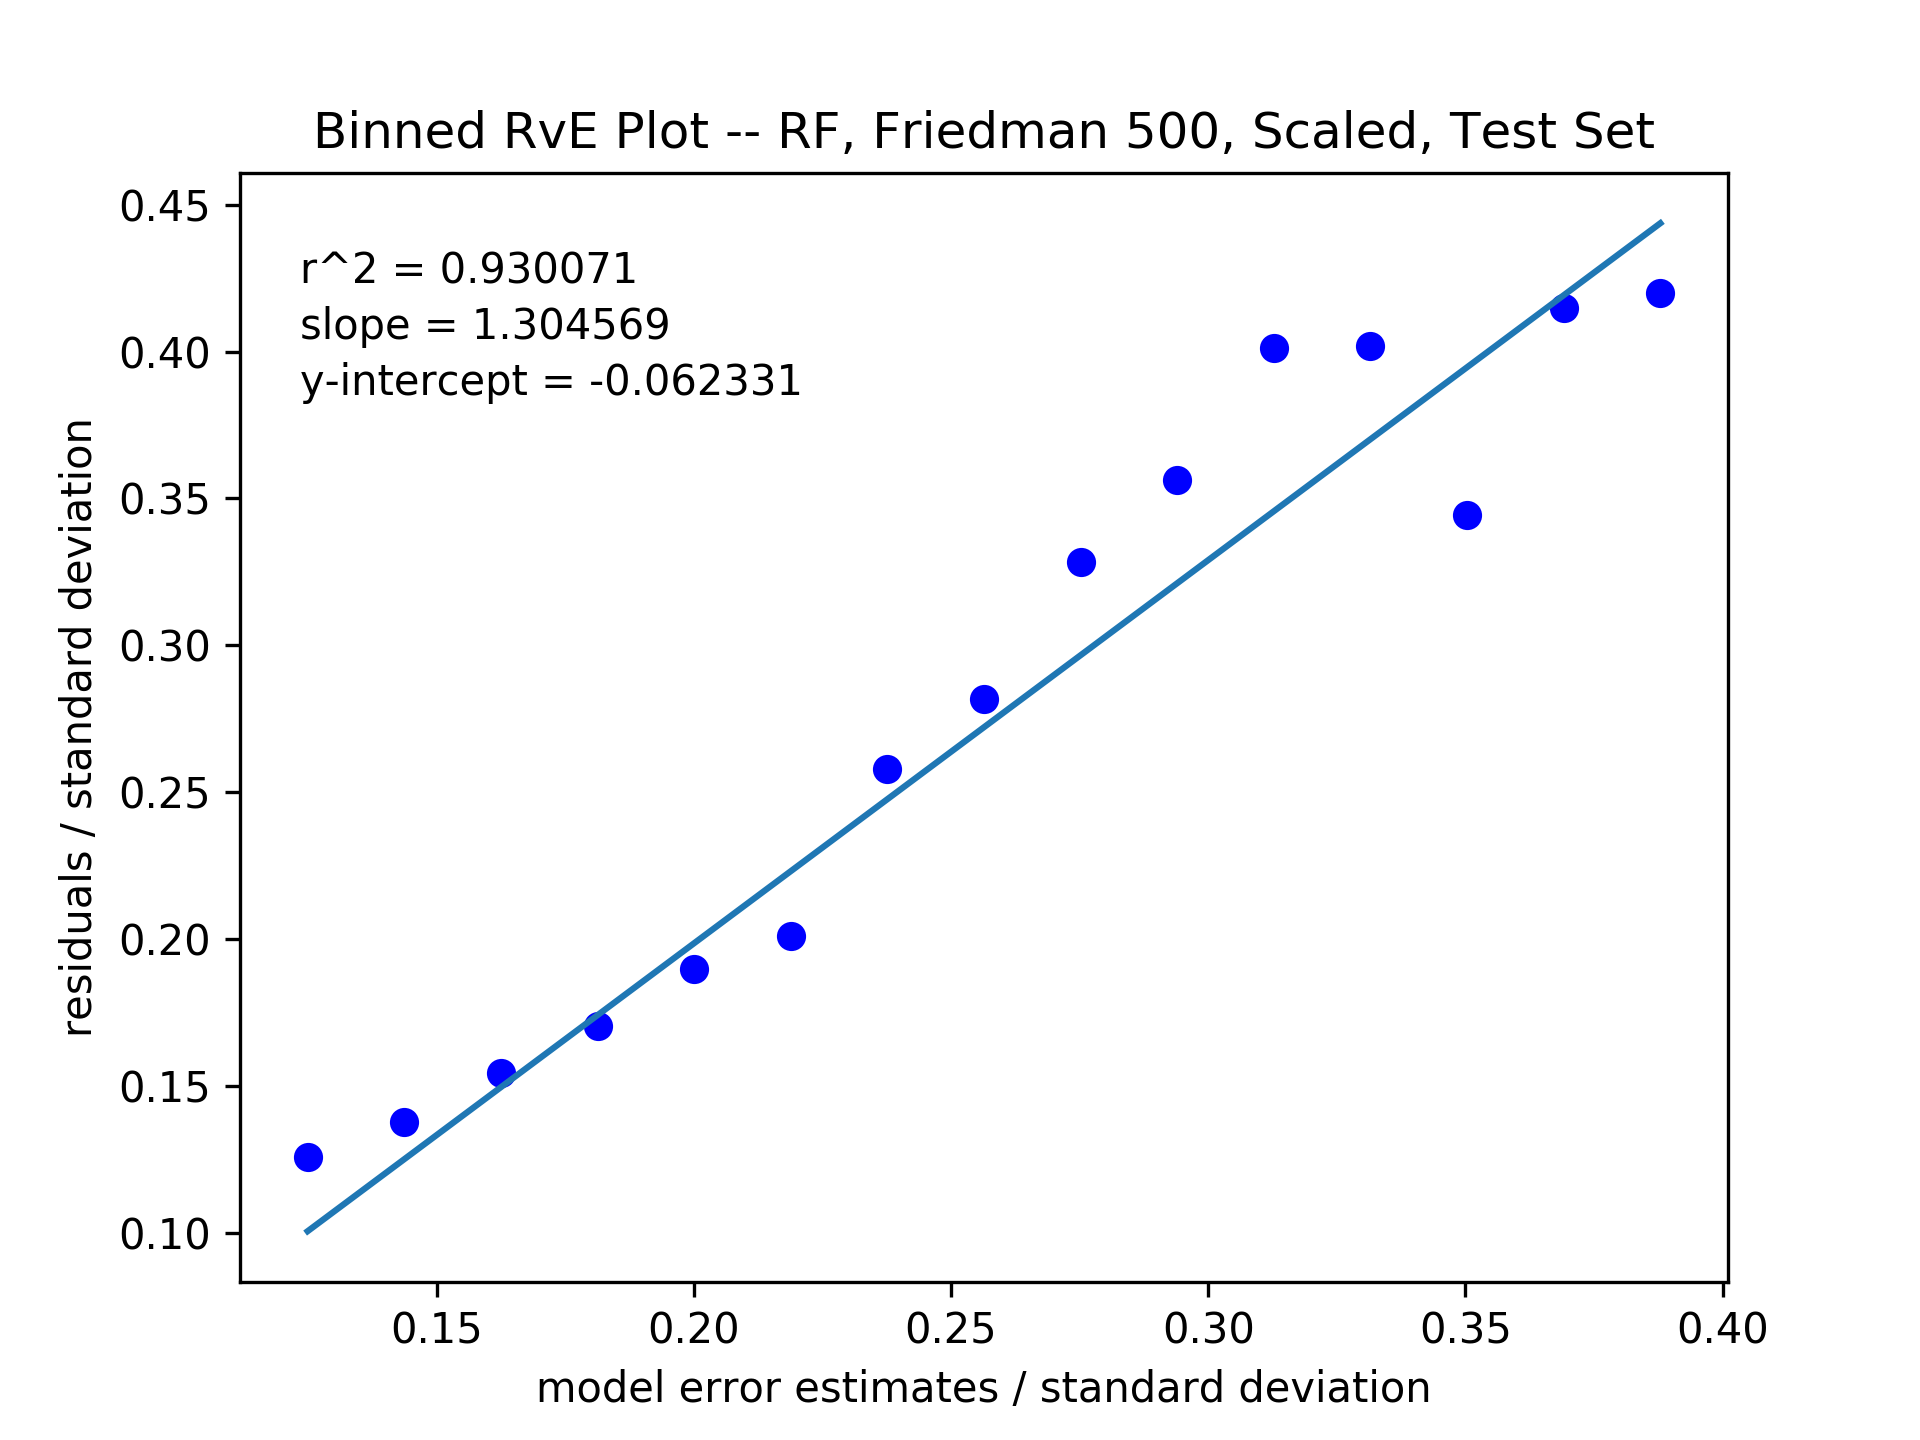 Binned RvE Plot -- RF, Friedman 500, Scaled, Test Set
r^2 = 0.930071
slope = 1.304569
y-intercept = -0.062331
residuals / standard deviation
0.45
0.40
0.35
0.30
0.25
0.20
0.15
0.10
0.15 0.20 0.25 0.30 0.35 0.40
model error estimates / standard deviation